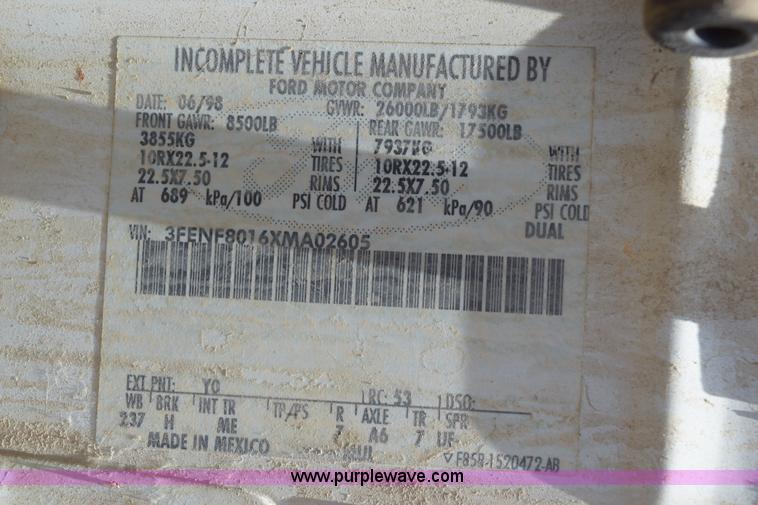 INCOMPLETE VEHICLE MANUFACTURED BY
FORD MOTOR COMPANY
DATE: 06/98 GVWR: 26000LB/1793KG
FRONT GAWR: 8500LB REAR GAWR: 17500LB
3855KG WITH 7937KG WITH
10RX22.5-12 TIRES 10RX22.5-12 TIRES
22.5X7.50 RIMS 22.5X7.50 RIMS
AT 689 kPa/100 PSI COLD AT 621 kPa/90 PSI COLD
DUAL
VIN: 3FENF8016XMA02605
EXT PNT: YO RC: 53 DSO:
WB BRK INT TR TP/PS R AXLE TR SPR
237 H ME 7 A6 7 UF
MADE IN MEXICO MUL F85B-1520472-AB
www.purplewave.com